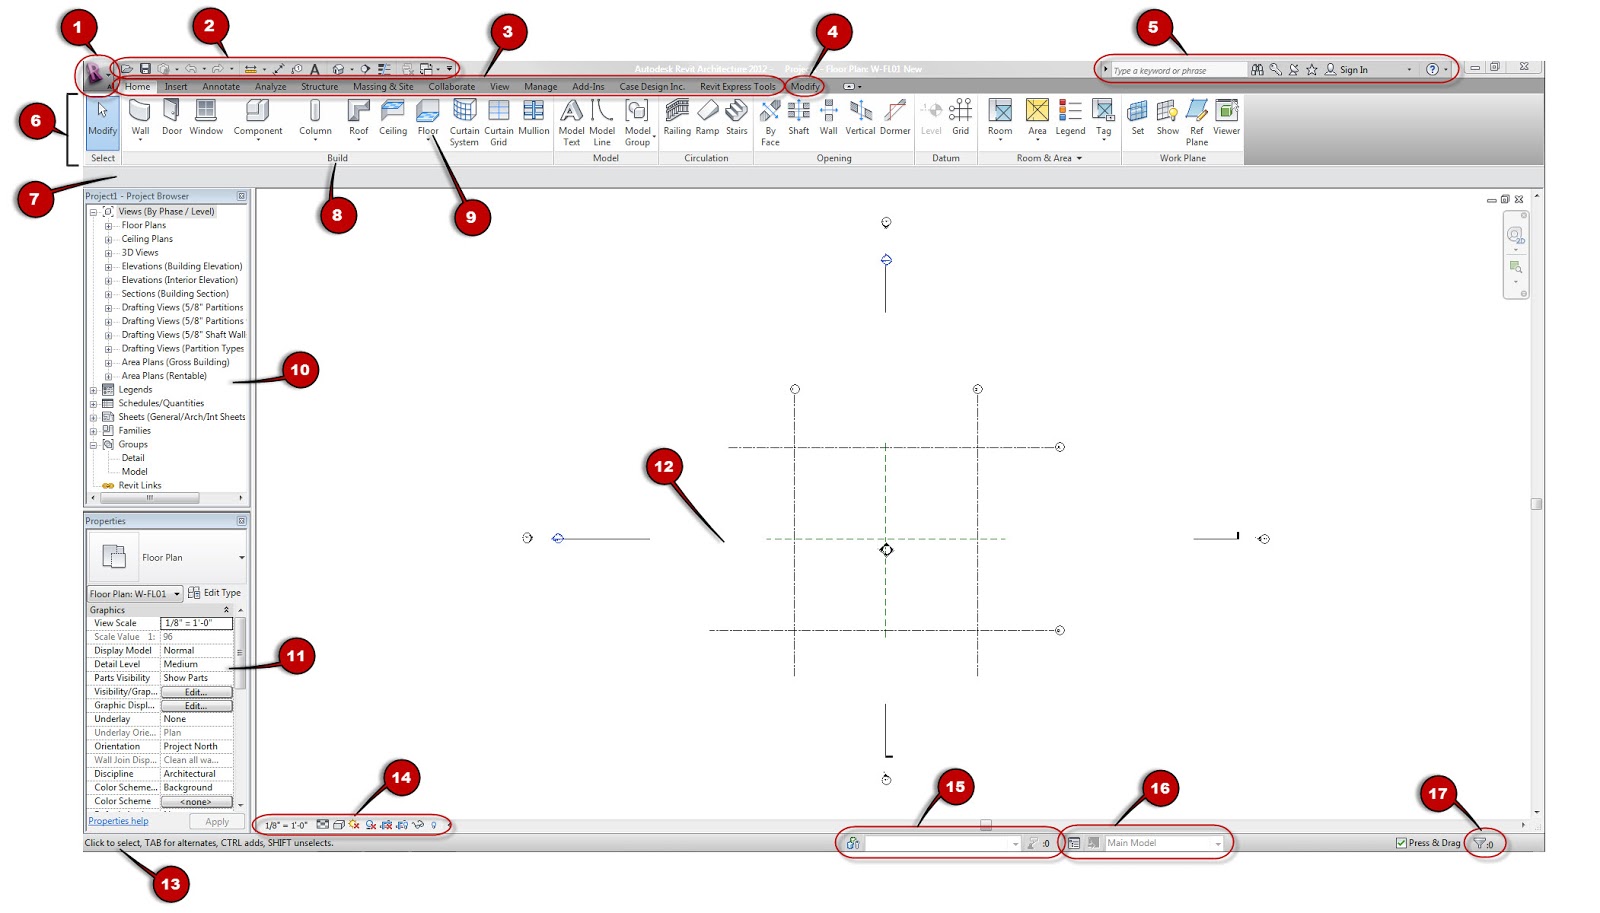 1
2
3
4
5
Autodesk Revit Architecture 2012 - Project1 - Floor Plan: W-FL01 New
Type a keyword or phrase
Sign In
Home Insert Annotate Analyze Structure Massing & Site Collaborate View Manage Add-Ins Case Design Inc. Revit Express Tools Modify
6
Modify Wall Door Window Component Column Roof Ceiling Floor Curtain System Curtain Grid Mullion Model Text Model Line Model Group Railing Ramp Stairs By Face Shaft Wall Vertical Dormer Level Grid Room Area Legend Tag Set Show Ref Plane Viewer
Select Build Model Circulation Opening Datum Room & Area Work Plane
7
8
9
Project1 - Project Browser
Views (By Phase / Level)
Floor Plans
Ceiling Plans
3D Views
Elevations (Building Elevation)
Elevations (Interior Elevation)
Sections (Building Section)
Drafting Views (5/8" Partitions
Drafting Views (5/8" Partitions
Drafting Views (5/8" Shaft Wall
Drafting Views (Partition Types
Area Plans (Gross Building)
Area Plans (Rentable)
10
Legends
Schedules/Quantities
Sheets (General/Arch/Int Sheets
Families
Groups
Detail
Model
Revit Links
2D
12
Properties
Floor Plan
Floor Plan: W-FL01 Edit Type
Graphics
View Scale 1/8" = 1'-0"
Scale Value 1: 96
Display Model Normal
Detail Level Medium
11
Parts Visibility Show Parts
Visibility/Grap... Edit...
Graphic Displ... Edit...
Underlay None
Underlay Orie... Plan
Orientation Project North
Wall Join Disp... Clean all wa...
Discipline Architectural
Color Scheme... Background
Color Scheme <none>
Properties help Apply
14
15
16
17
1/8" = 1'-0"
Click to select, TAB for alternates, CTRL adds, SHIFT unselects.
:0
Main Model
Press & Drag
:0
13